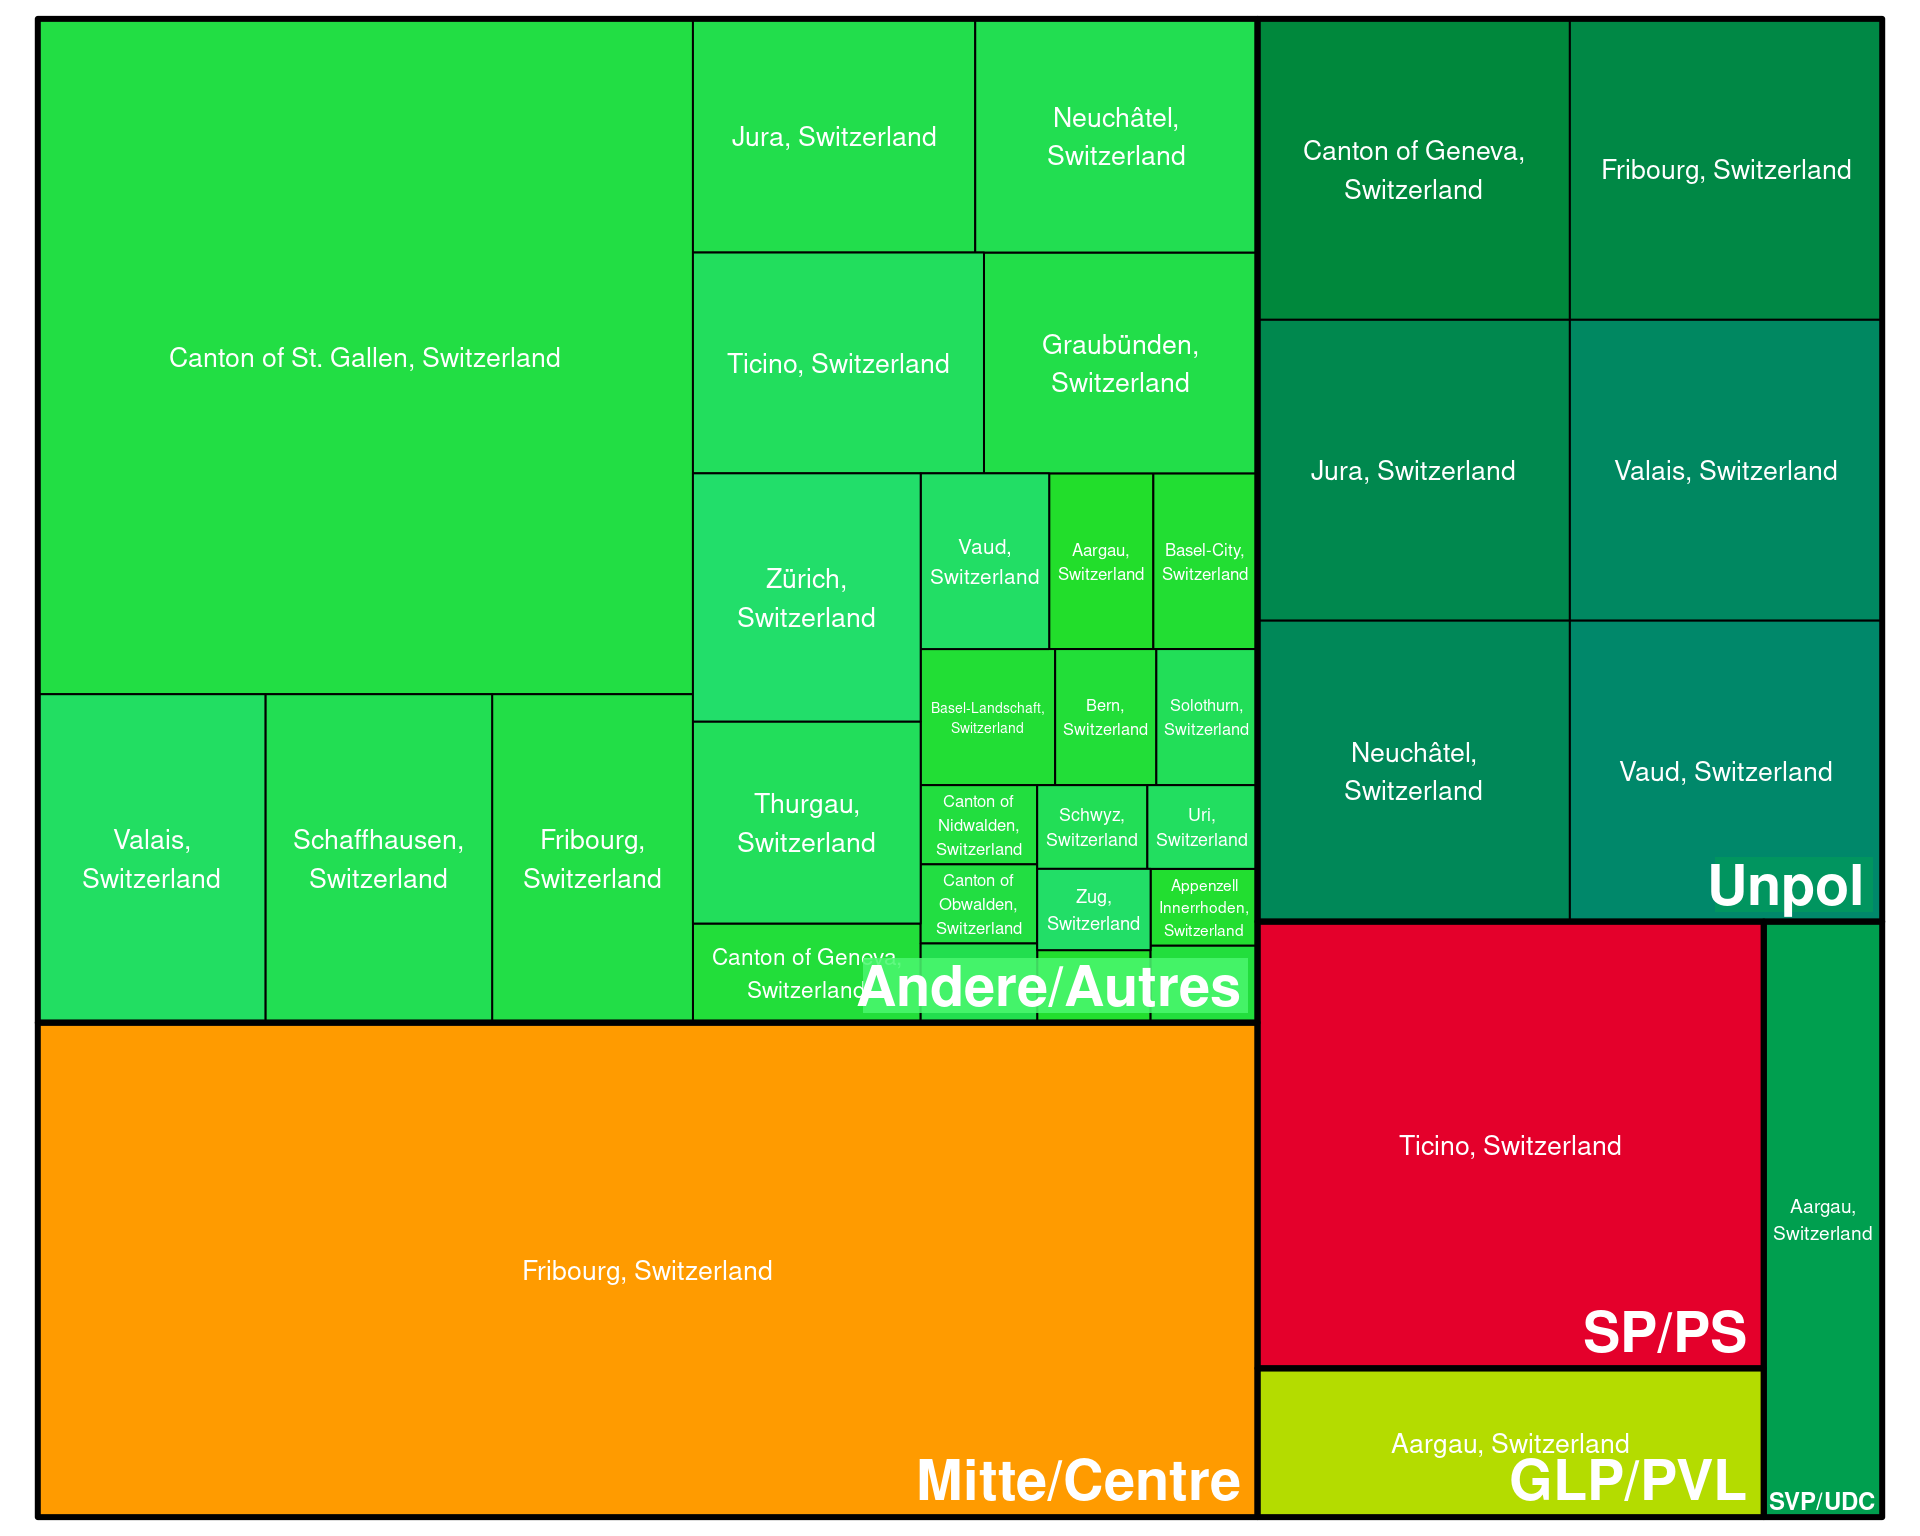 Canton of St. Gallen, Switzerland
Jura, Switzerland
Neuchâtel,
Switzerland
Ticino, Switzerland
Graubünden,
Switzerland
Zürich,
Switzerland
Vaud,
Switzerland
Aargau,
Switzerland
Basel-City,
Switzerland
Basel-Landschaft,
Switzerland
Bern,
Switzerland
Solothurn,
Switzerland
Valais,
Switzerland
Schaffhausen,
Switzerland
Fribourg,
Switzerland
Thurgau,
Switzerland
Canton of
Nidwalden,
Switzerland
Schwyz,
Switzerland
Uri,
Switzerland
Canton of
Obwalden,
Switzerland
Zug,
Switzerland
Appenzell
Innerrhoden,
Switzerland
Canton of Geneva,
Switzerland
Andere/Autres
Canton of Geneva,
Switzerland
Fribourg, Switzerland
Jura, Switzerland
Valais, Switzerland
Neuchâtel,
Switzerland
Vaud, Switzerland
Unpol
Fribourg, Switzerland
Mitte/Centre
Ticino, Switzerland
SP/PS
Aargau,
Switzerland
SVP/UDC
Aargau, Switzerland
GLP/PVL